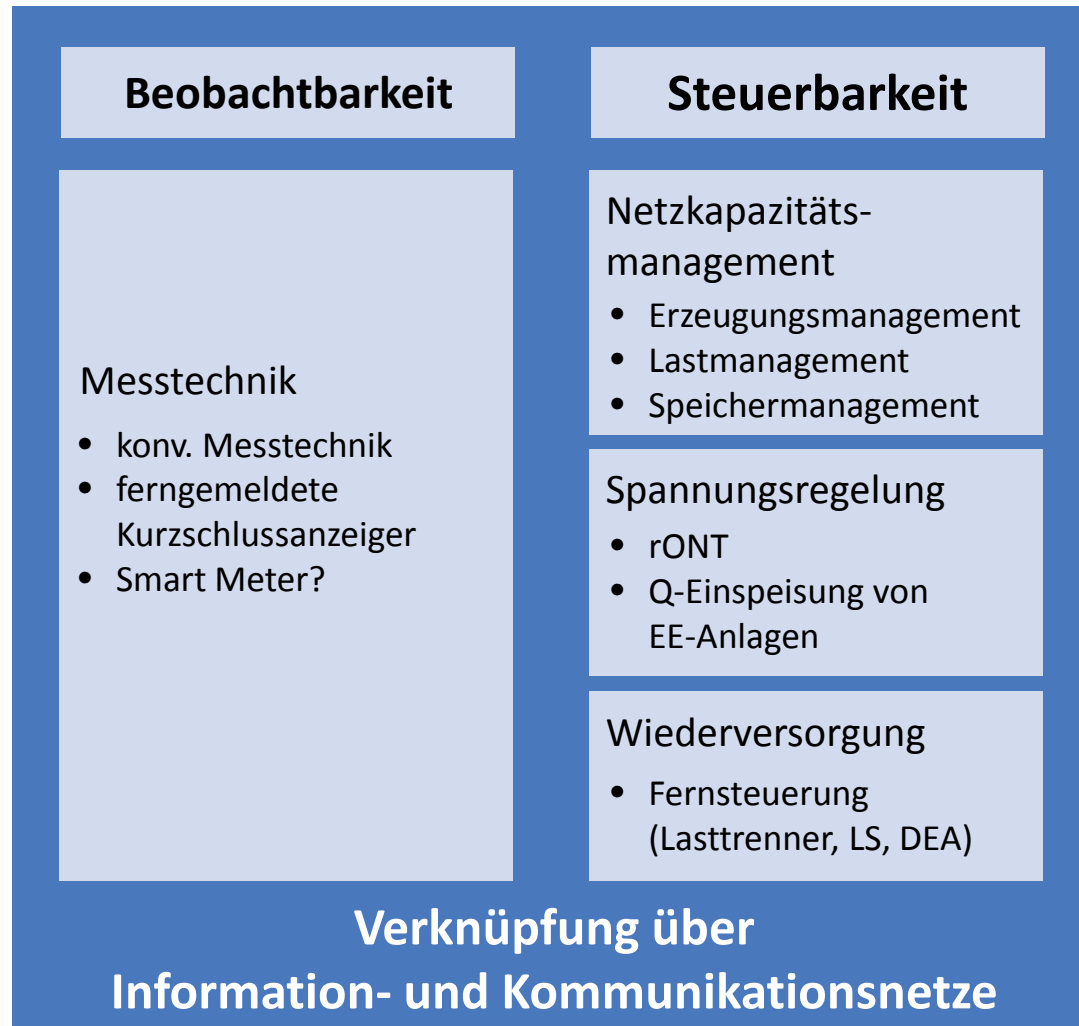 Beobachtbarkeit
Messtechnik
• konv. Messtechnik
• ferngemeldete
Kurzschlussanzeiger
• Smart Meter?
Steuerbarkeit
Netzkapazitäts-
management
• Erzeugungsmanagement
• Lastmanagement
• Speichermanagement
Spannungsregelung
• rONT
• Q-Einspeisung von
EE-Anlagen
Wiederversorgung
• Fernsteuerung
(Lasttrenner, LS, DEA)
Verknüpfung über
Information- und Kommunikationsnetze